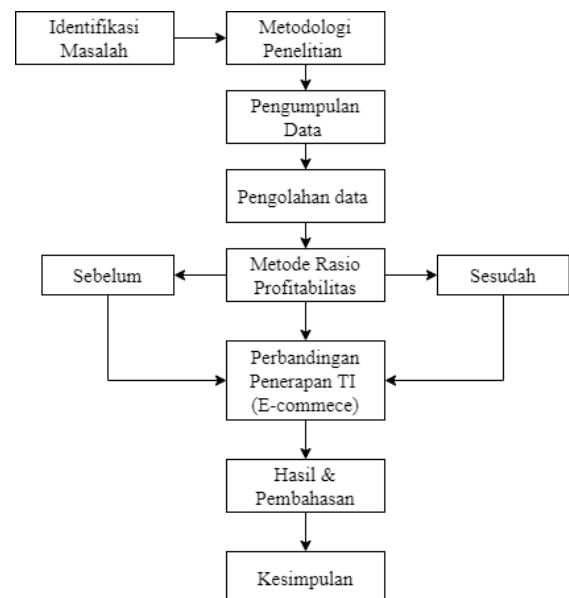 Identifikasi
Masalah
Metodologi
Penelitian
Pengumpulan
Data
Pengolahan data
Sebelum
Metode Rasio
Profitabilitas
Sesudah
Perbandingan
Penerapan TI
(E-commece)
Hasil &
Pembahasan
Kesimpulan